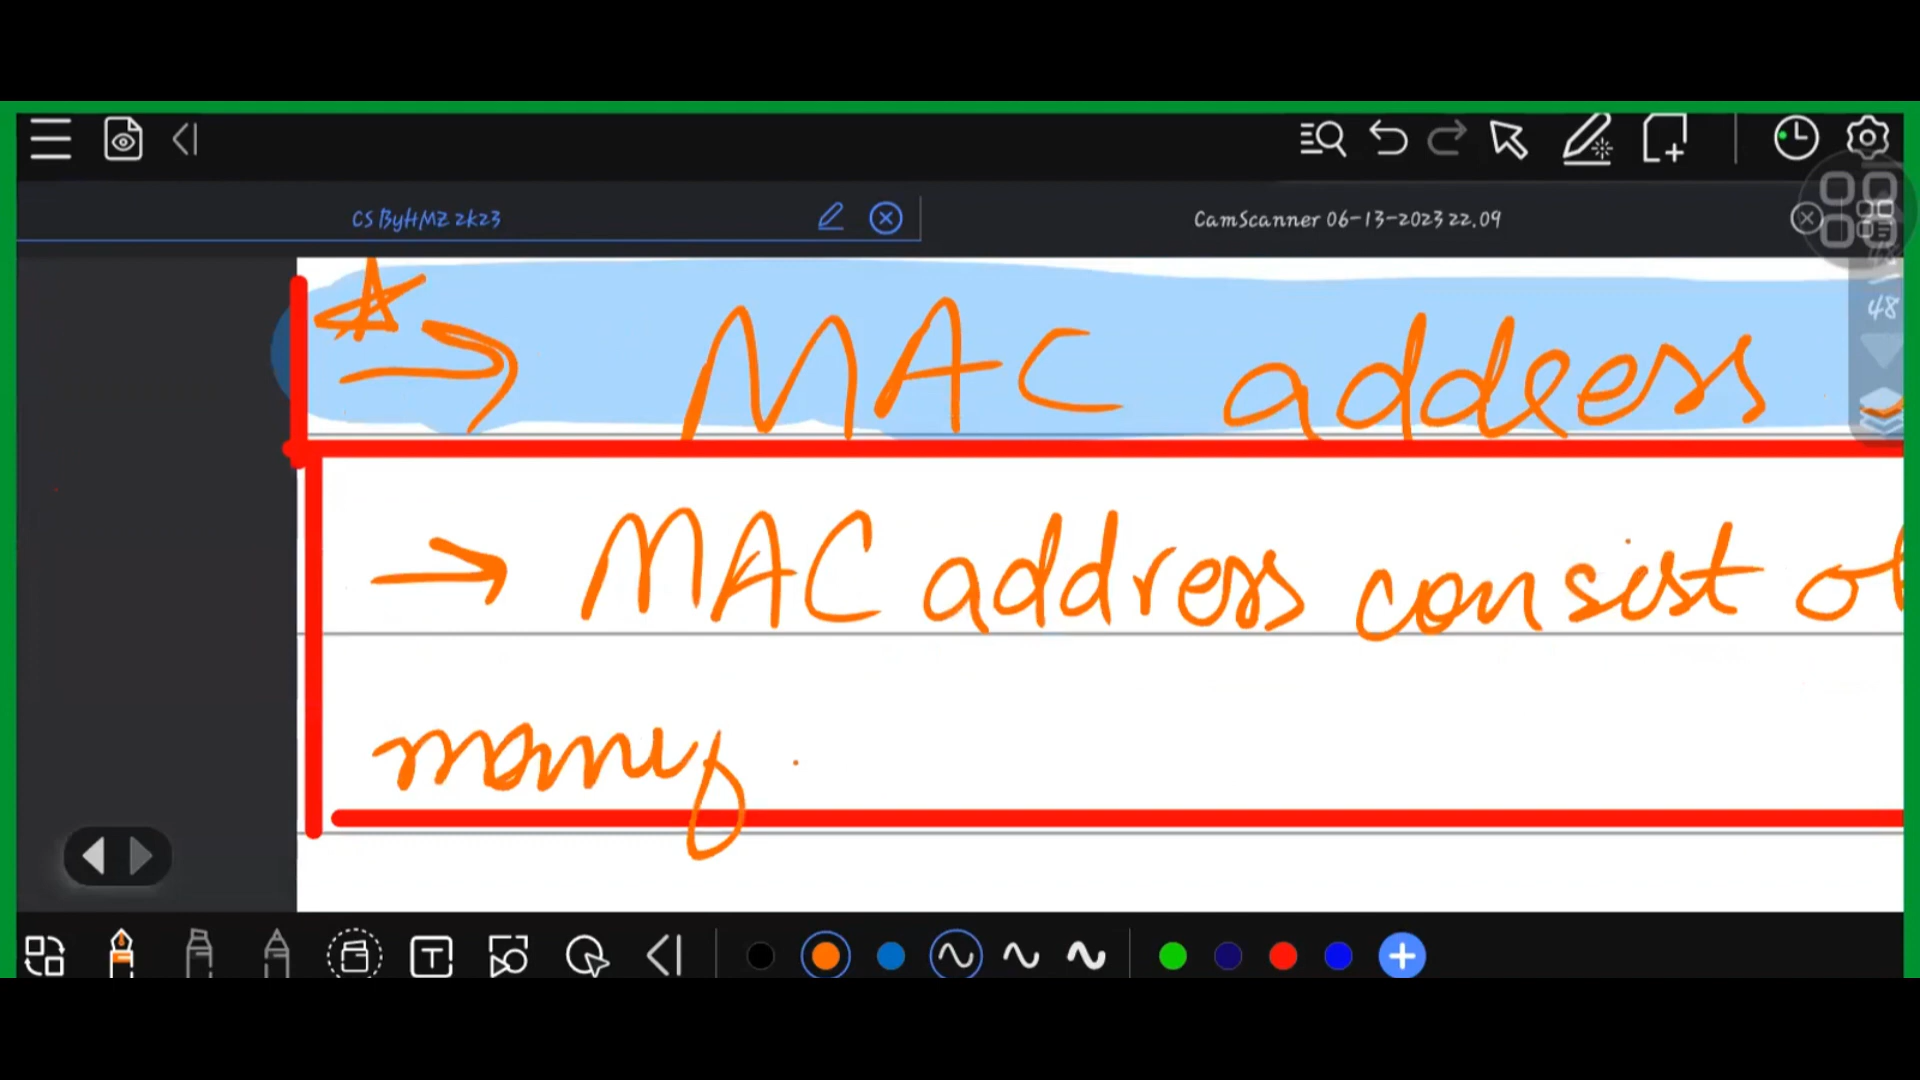 CS ByHMZ 2k23
CamScanner 06-13-2023 22.09
48
MAC address
→ MAC address consist of
many